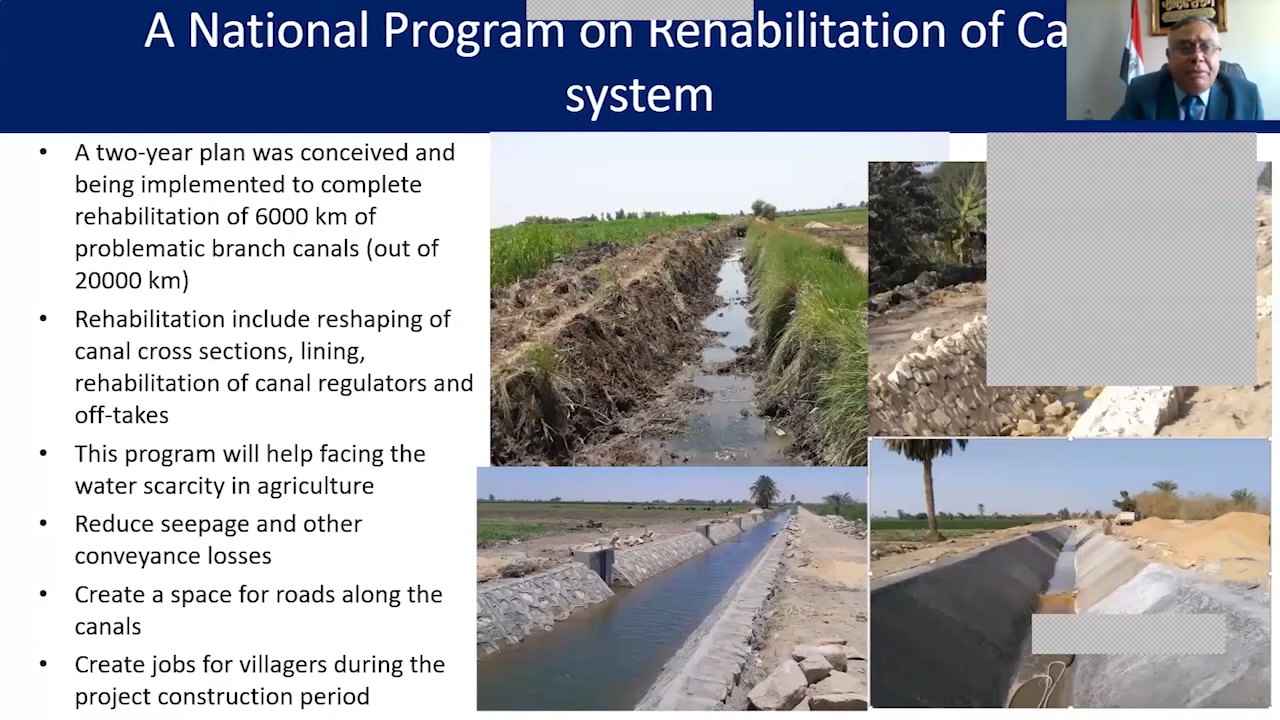 A National Program on Rehabilitation of Ca
system
• A two-year plan was conceived and
being implemented to complete
rehabilitation of 6000 km of
problematic branch canals (out of
20000 km)
• Rehabilitation include reshaping of
canal cross sections, lining,
rehabilitation of canal regulators and
off-takes
• This program will help facing the
water scarcity in agriculture
• Reduce seepage and other
conveyance losses
• Create a space for roads along the
canals
• Create jobs for villagers during the
project construction period